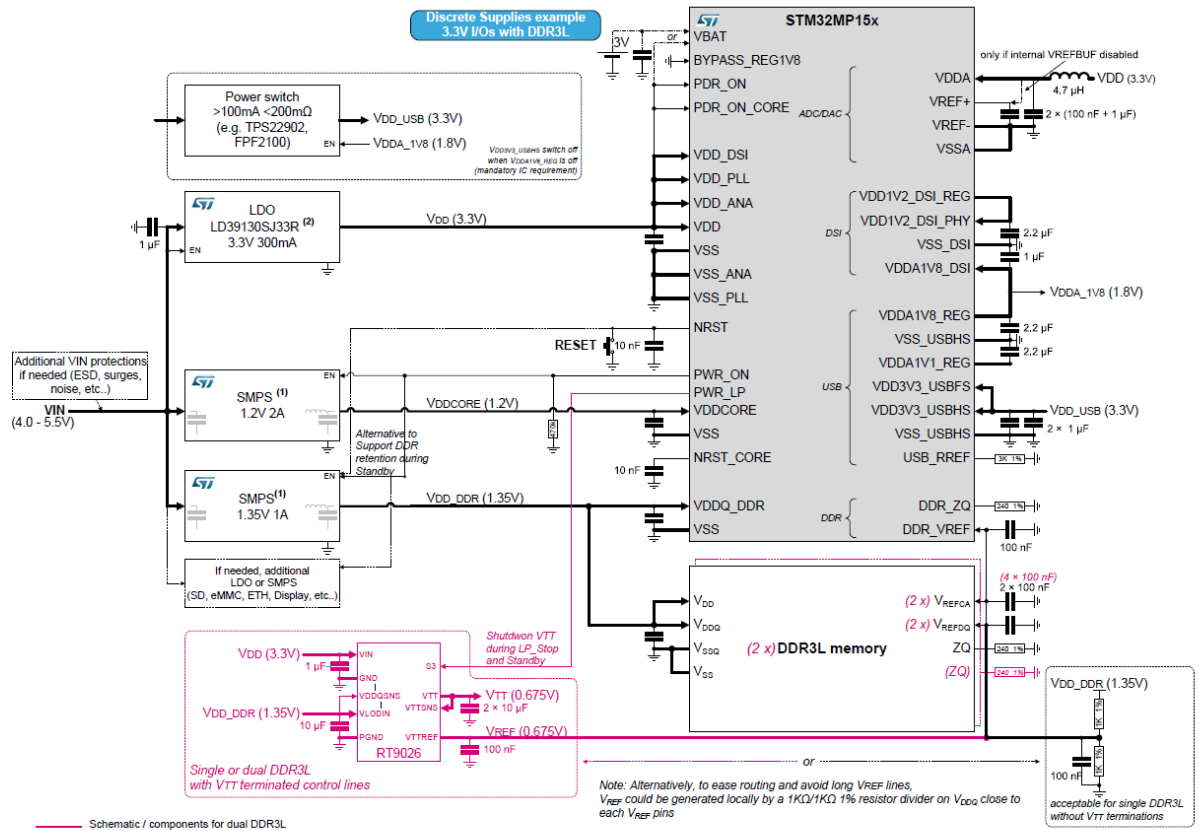 Discrete Supplies example
3.3V I/Os with DDR3L
STM32MP15x
or
3V
VBAT
BYPASS_REG1V8
PDR_ON
PDR_ON_CORE
ADC/DAC
only if internal VREFBUF disabled
VDDA
VDD (3.3V)
4.7 µH
VREF+
VREF-
2 × (100 nF + 1 µF)
VSSA
Power switch
>100mA <200mΩ
(e.g. TPS22902,
FPF2100)
EN
VDD_USB (3.3V)
VDDA_1V8 (1.8V)
VDD3V3_USBHS switch off
when VDDA1V8_REG is off
(mandatory IC requirement)
VDD_DSI
VDD_PLL
VDD_ANA
VDD
VSS
VSS_ANA
VSS_PLL
LDO
LD39130SJ33R (2)
3.3V 300mA
EN
1 µF
VDD (3.3V)
VDD1V2_DSI_REG
VDD1V2_DSI_PHY
DSI
VSS_DSI
VDDA1V8_DSI
2.2 µF
1 µF
VDDA_1V8 (1.8V)
VDDA1V8_REG
VSS_USBHS
VDDA1V1_REG
2.2 µF
2.2 µF
USB
VDD3V3_USBFS
VDD3V3_USBHS
VSS_USBHS
VDD_USB (3.3V)
2 × 1 µF
USB_RREF
3K 1%
NRST
RESET
10 nF
PWR_ON
PWR_LP
VDDCORE
VSS
NRST_CORE
10 nF
Additional VIN protections
if needed (ESD, surges,
noise, etc..)
VIN
(4.0 - 5.5V)
EN
SMPS (1)
1.2V 2A
VDDCORE (1.2V)
470k
Alternative to
Support DDR
retention during
Standby
EN
SMPS(1)
1.35V 1A
VDD_DDR (1.35V)
VDDQ_DDR
VSS
DDR
DDR_ZQ
240 1%
DDR_VREF
100 nF
If needed, additional
LDO or SMPS
(SD, eMMC, ETH, Display, etc..)
VDD
VDDQ
VSSQ
VSS
(2 x) DDR3L memory
(2 x) VREFCA
(2 x) VREFDQ
ZQ
(ZQ)
(4 × 100 nF)
2 × 100 nF
240 1%
240 1%
Shutdwon VTT
during LP_Stop
and Standby
VDD (3.3V)
1 µF
VIN
GND
VDDQSNS
VDD_DDR (1.35V)
VLODIN
10 µF
PGND
S3
VTT
VTTSNS
VTTREF
RT9026
VTT (0.675V)
2 × 10 µF
VREF (0.675V)
100 nF
Single or dual DDR3L
with VTT terminated control lines
VDD_DDR (1.35V)
1K 1%
1K 1%
100 nF
acceptable for single DDR3L
without VTT terminations
or
Note: Alternatively, to ease routing and avoid long VREF lines,
VREF could be generated locally by a 1KΩ/1KΩ 1% resistor divider on VDDQ close to
each VREF pins
Schematic / components for dual DDR3L